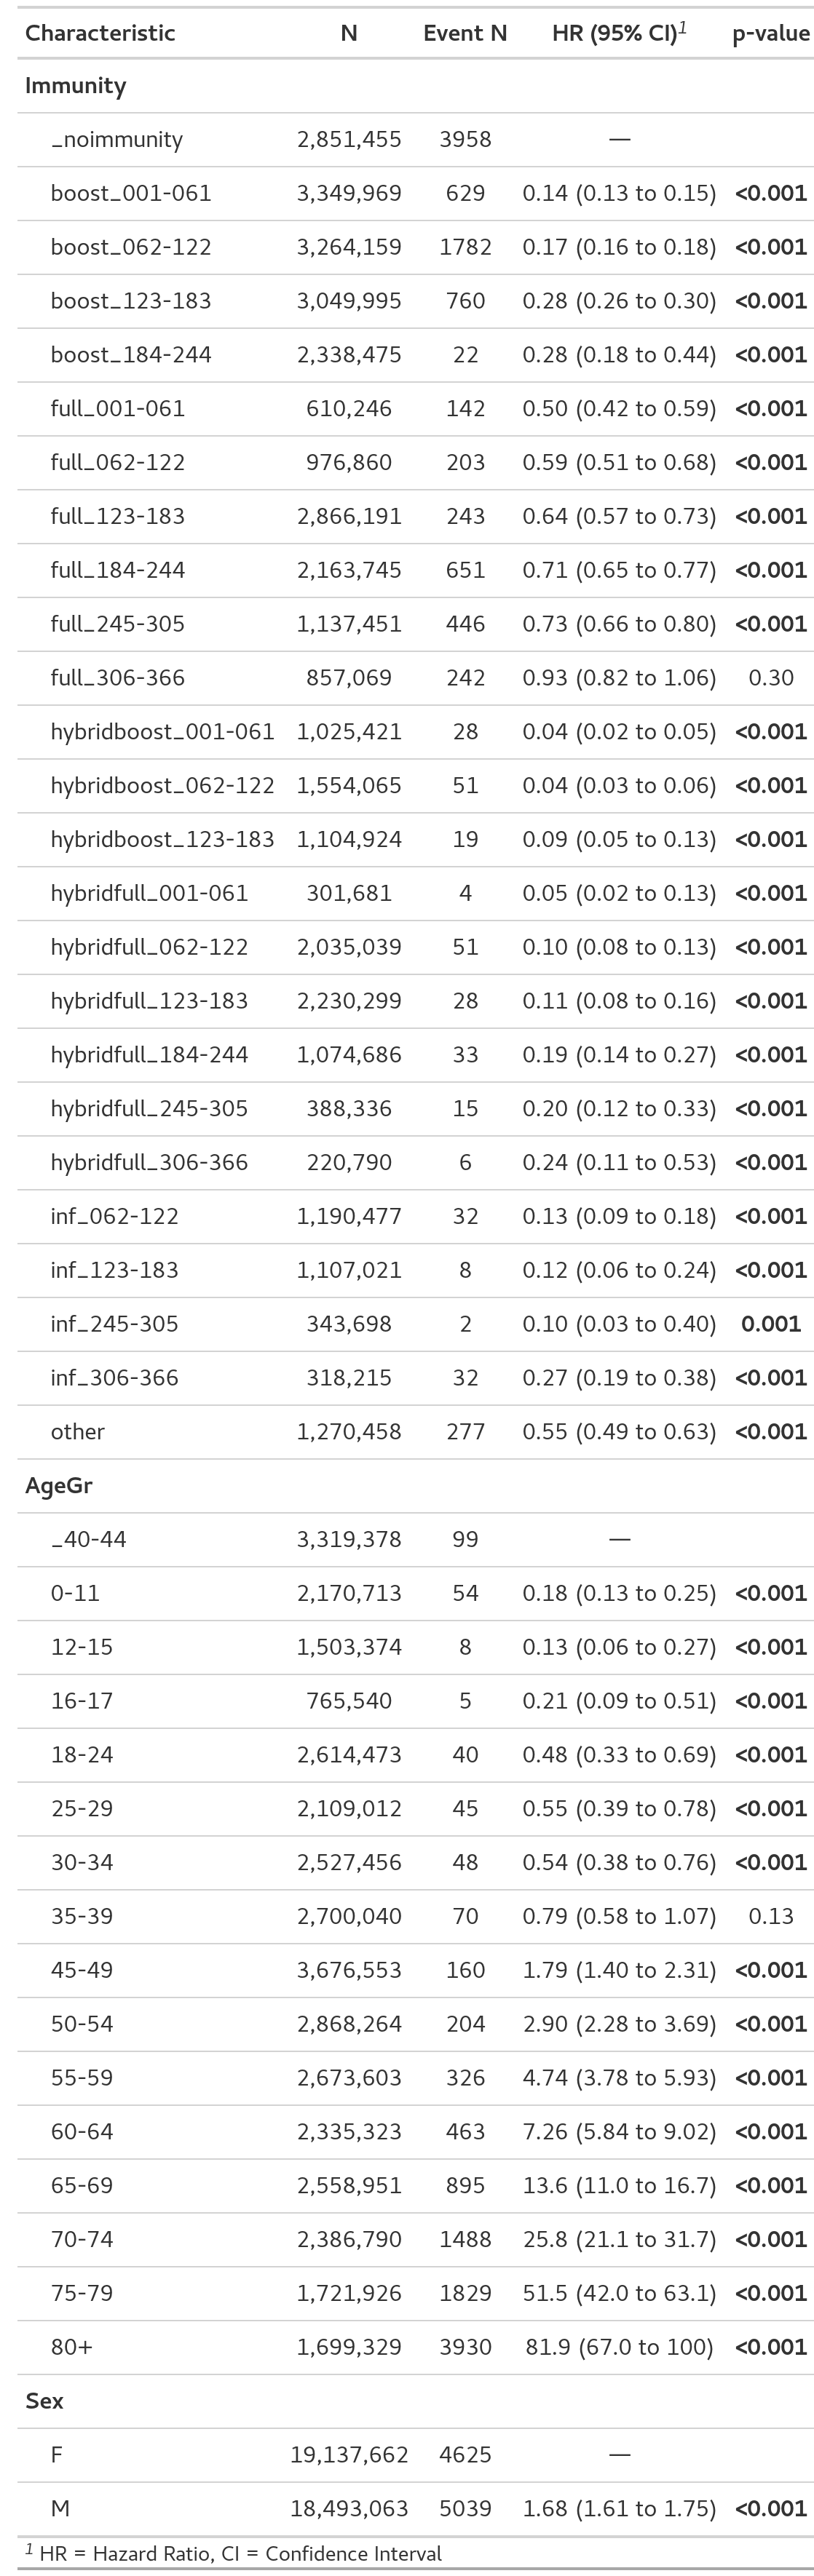 Characteristic N Event N HR (95% CI)1 p-value
Immunity
_noimmunity 2,851,455 3958 —
boost_001-061 3,349,969 629 0.14 (0.13 to 0.15) <0.001
boost_062-122 3,264,159 1782 0.17 (0.16 to 0.18) <0.001
boost_123-183 3,049,995 760 0.28 (0.26 to 0.30) <0.001
boost_184-244 2,338,475 22 0.28 (0.18 to 0.44) <0.001
full_001-061 610,246 142 0.50 (0.42 to 0.59) <0.001
full_062-122 976,860 203 0.59 (0.51 to 0.68) <0.001
full_123-183 2,866,191 243 0.64 (0.57 to 0.73) <0.001
full_184-244 2,163,745 651 0.71 (0.65 to 0.77) <0.001
full_245-305 1,137,451 446 0.73 (0.66 to 0.80) <0.001
full_306-366 857,069 242 0.93 (0.82 to 1.06) 0.30
hybridboost_001-061 1,025,421 28 0.04 (0.02 to 0.05) <0.001
hybridboost_062-122 1,554,065 51 0.04 (0.03 to 0.06) <0.001
hybridboost_123-183 1,104,924 19 0.09 (0.05 to 0.13) <0.001
hybridfull_001-061 301,681 4 0.05 (0.02 to 0.13) <0.001
hybridfull_062-122 2,035,039 51 0.10 (0.08 to 0.13) <0.001
hybridfull_123-183 2,230,299 28 0.11 (0.08 to 0.16) <0.001
hybridfull_184-244 1,074,686 33 0.19 (0.14 to 0.27) <0.001
hybridfull_245-305 388,336 15 0.20 (0.12 to 0.33) <0.001
hybridfull_306-366 220,790 6 0.24 (0.11 to 0.53) <0.001
inf_062-122 1,190,477 32 0.13 (0.09 to 0.18) <0.001
inf_123-183 1,107,021 8 0.12 (0.06 to 0.24) <0.001
inf_245-305 343,698 2 0.10 (0.03 to 0.40) 0.001
inf_306-366 318,215 32 0.27 (0.19 to 0.38) <0.001
other 1,270,458 277 0.55 (0.49 to 0.63) <0.001
AgeGr
_40-44 3,319,378 99 —
0-11 2,170,713 54 0.18 (0.13 to 0.25) <0.001
12-15 1,503,374 8 0.13 (0.06 to 0.27) <0.001
16-17 765,540 5 0.21 (0.09 to 0.51) <0.001
18-24 2,614,473 40 0.48 (0.33 to 0.69) <0.001
25-29 2,109,012 45 0.55 (0.39 to 0.78) <0.001
30-34 2,527,456 48 0.54 (0.38 to 0.76) <0.001
35-39 2,700,040 70 0.79 (0.58 to 1.07) 0.13
45-49 3,676,553 160 1.79 (1.40 to 2.31) <0.001
50-54 2,868,264 204 2.90 (2.28 to 3.69) <0.001
55-59 2,673,603 326 4.74 (3.78 to 5.93) <0.001
60-64 2,335,323 463 7.26 (5.84 to 9.02) <0.001
65-69 2,558,951 895 13.6 (11.0 to 16.7) <0.001
70-74 2,386,790 1488 25.8 (21.1 to 31.7) <0.001
75-79 1,721,926 1829 51.5 (42.0 to 63.1) <0.001
80+ 1,699,329 3930 81.9 (67.0 to 100) <0.001
Sex
F 19,137,662 4625 —
M 18,493,063 5039 1.68 (1.61 to 1.75) <0.001
1 HR = Hazard Ratio, CI = Confidence Interval